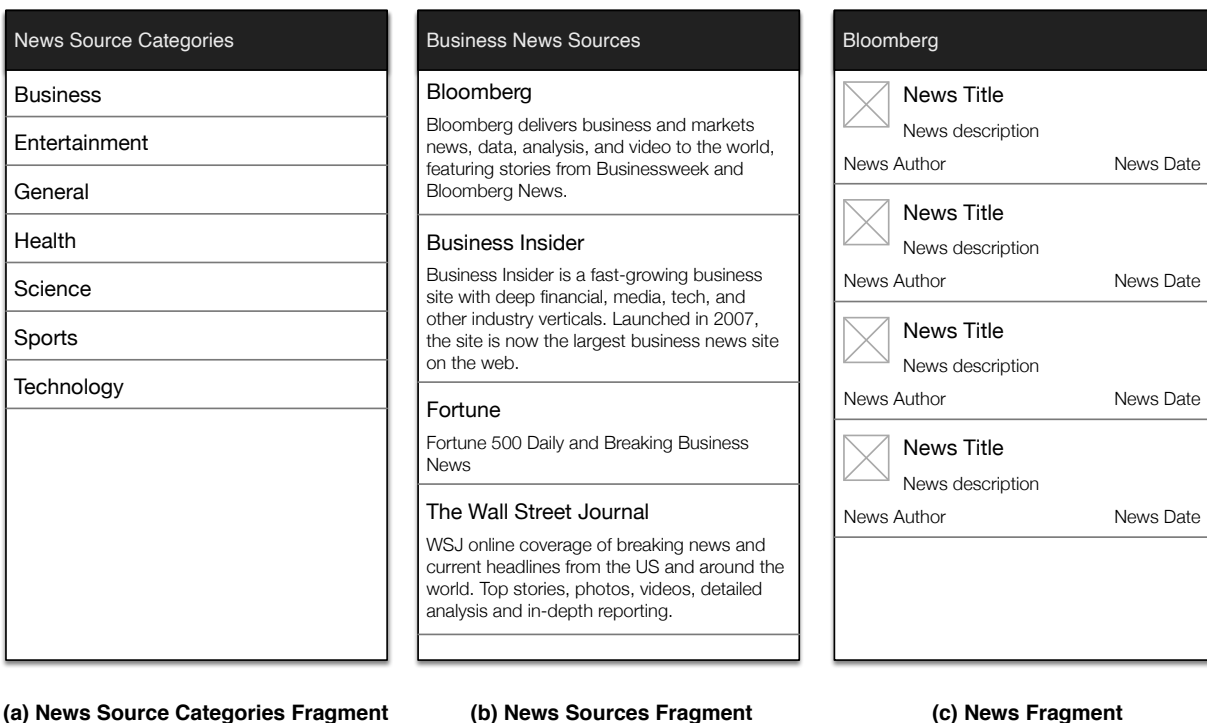 News Source Categories
Business
Entertainment
General
Health
Science
Sports
Technology
(a) News Source Categories Fragment
Business News Sources
Bloomberg
Bloomberg delivers business and markets
news, data, analysis, and video to the world,
featuring stories from Businessweek and
Bloomberg News.
Business Insider
Business Insider is a fast-growing business
site with deep financial, media, tech, and
other industry verticals. Launched in 2007,
the site is now the largest business news site
on the web.
Fortune
Fortune 500 Daily and Breaking Business
News
The Wall Street Journal
WSJ online coverage of breaking news and
current headlines from the US and around the
world. Top stories, photos, videos, detailed
analysis and in-depth reporting.
(b) News Sources Fragment
Bloomberg
News Title
News description
News Author News Date
News Title
News description
News Author News Date
News Title
News description
News Author News Date
News Title
News description
News Author News Date
(c) News Fragment